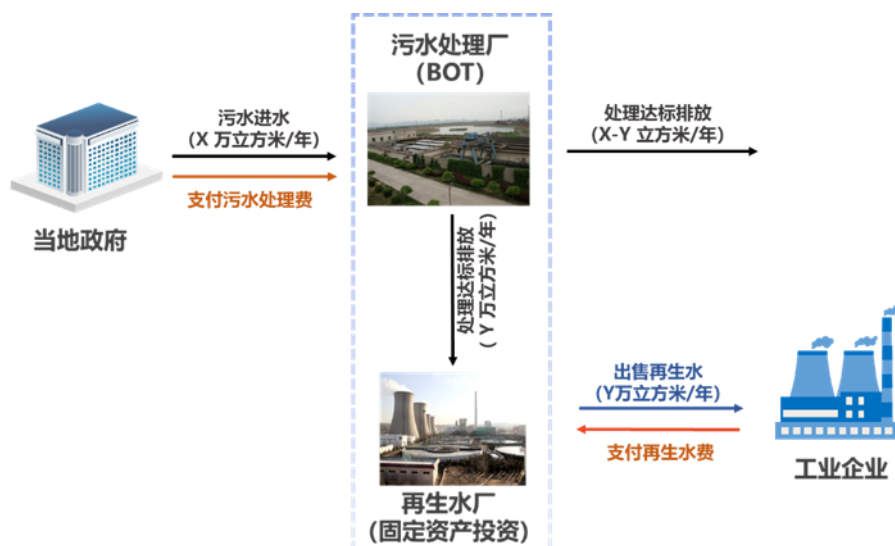 污水处理厂
(BOT)
污水进水
(X 万立方米/年)
支付污水处理费
当地政府
处理达标排放
(X-Y 立方米/年)
处理达标排放
( Y 万立方米/年)
出售再生水
(Y万立方米/年)
支付再生水费
工业企业
再生水厂
(固定资产投资)